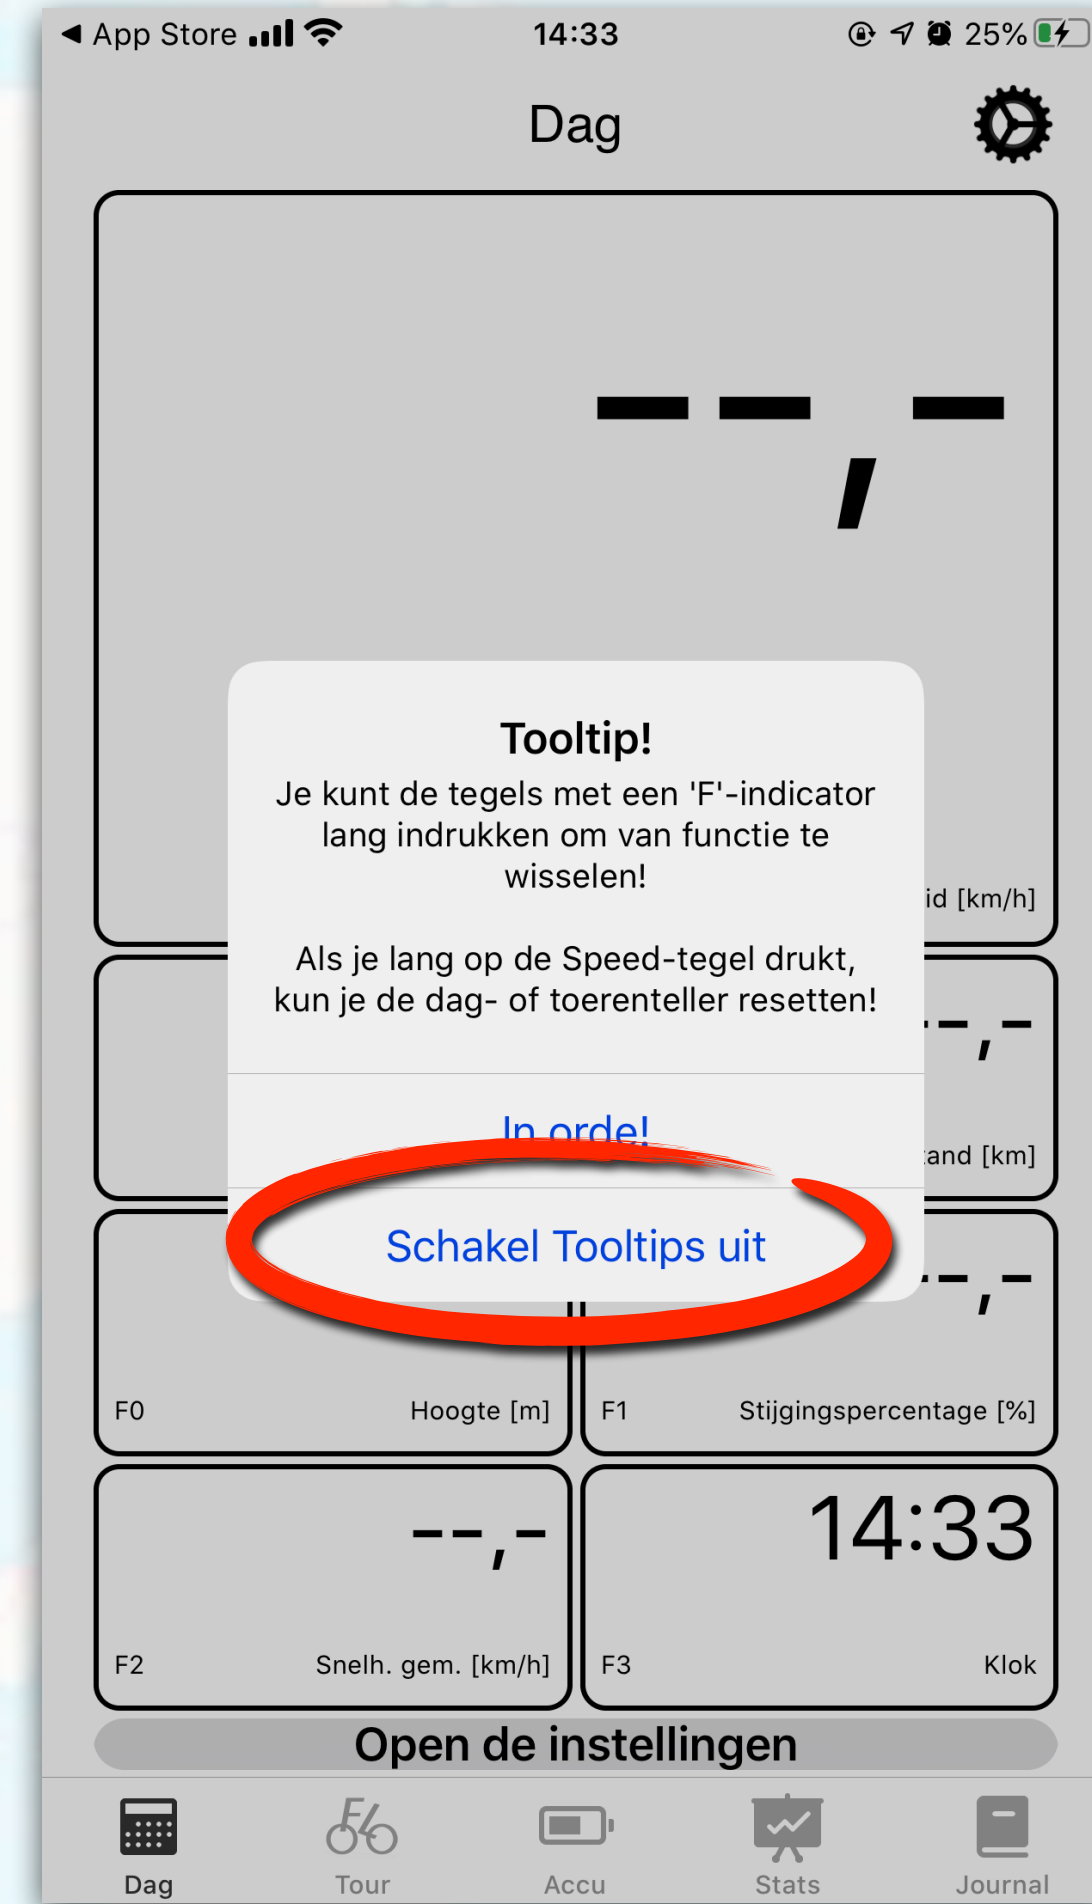 App Store
14:33
25%
Dag
--,-
id [km/h]
Tooltip!
Je kunt de tegels met een 'F'-indicator
lang indrukken om van functie te
wisselen!
Als je lang op de Speed-tegel drukt,
kun je de dag- of toerenteller resetten!
In orde!
Schakel Tooltips uit
--,-
tand [km]
--,-
F0 Hoogte [m]
F1 Stijgingspercentage [%]
--,-
F2 Snelh. gem. [km/h]
14:33
F3 Klok
Open de instellingen
Dag
Tour
Accu
Stats
Journal